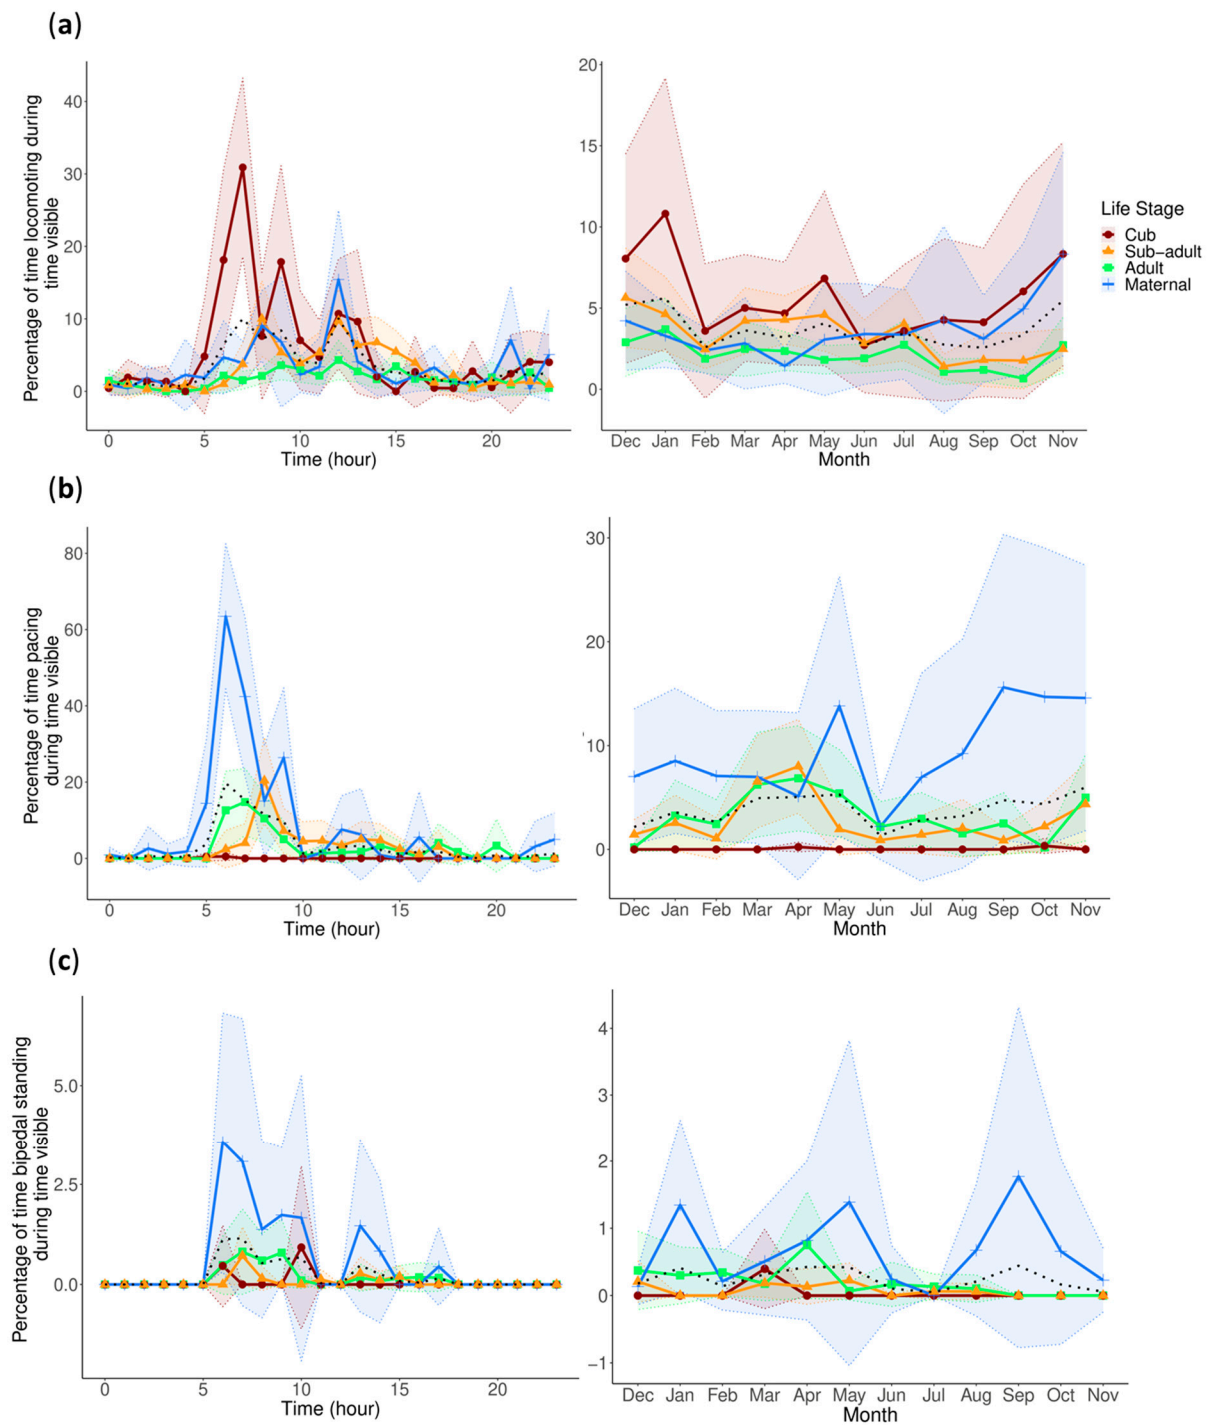 (a)
Percentage of time locomoting during
time visible
40
30
20
10
0
0 5 10 15 20
Time (hour)
20
15
10
5
0
Dec Jan Feb Mar Apr May Jun Jul Aug Sep Oct Nov
Month
Life Stage
Cub
Sub-adult
Adult
Maternal
(b)
Percentage of time pacing
during time visible
80
60
40
20
0
0 5 10 15 20
Time (hour)
30
20
10
0
Dec Jan Feb Mar Apr May Jun Jul Aug Sep Oct Nov
Month
(c)
Percentage of time bipedal standing
during time visible
5.0
2.5
0.0
0 5 10 15 20
Time (hour)
4
3
2
1
0
−1
Dec Jan Feb Mar Apr May Jun Jul Aug Sep Oct Nov
Month